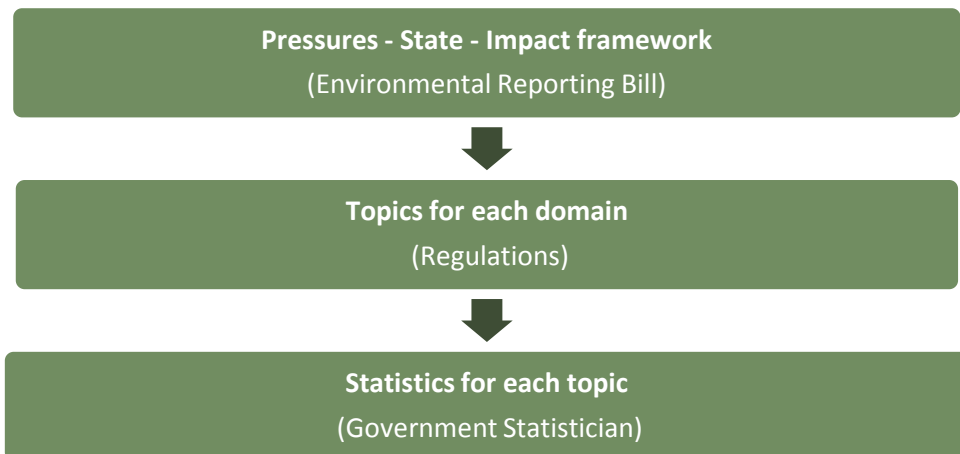 Pressures - State - Impact framework
(Environmental Reporting Bill)
Topics for each domain
(Regulations)
Statistics for each topic
(Government Statistician)